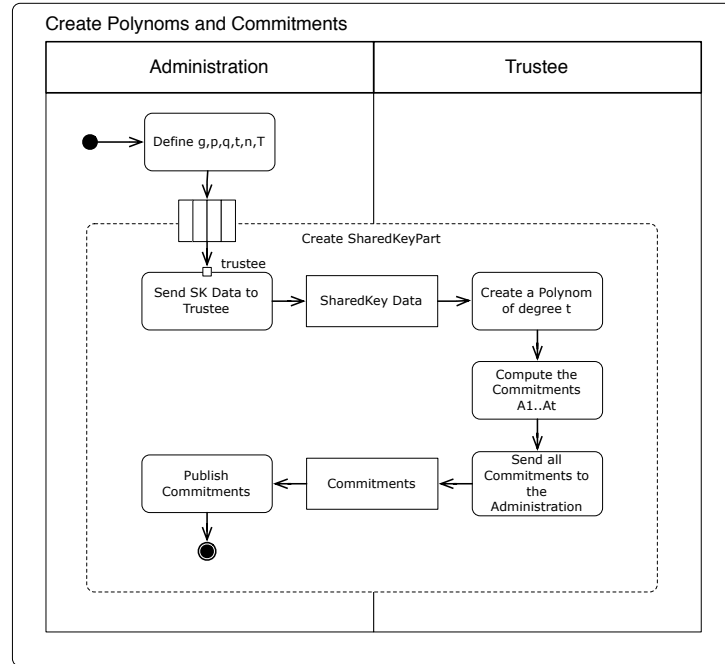 Create Polynoms and Commitments
Administration
Trustee
Define g,p,q,t,n,T
Create SharedKeyPart
trustee
Send SK Data to
Trustee
SharedKey Data
Create a Polynom
of degree t
Compute the
Commitments
A1..At
Publish
Commitments
Commitments
Send all
Commitments to
the
Administration